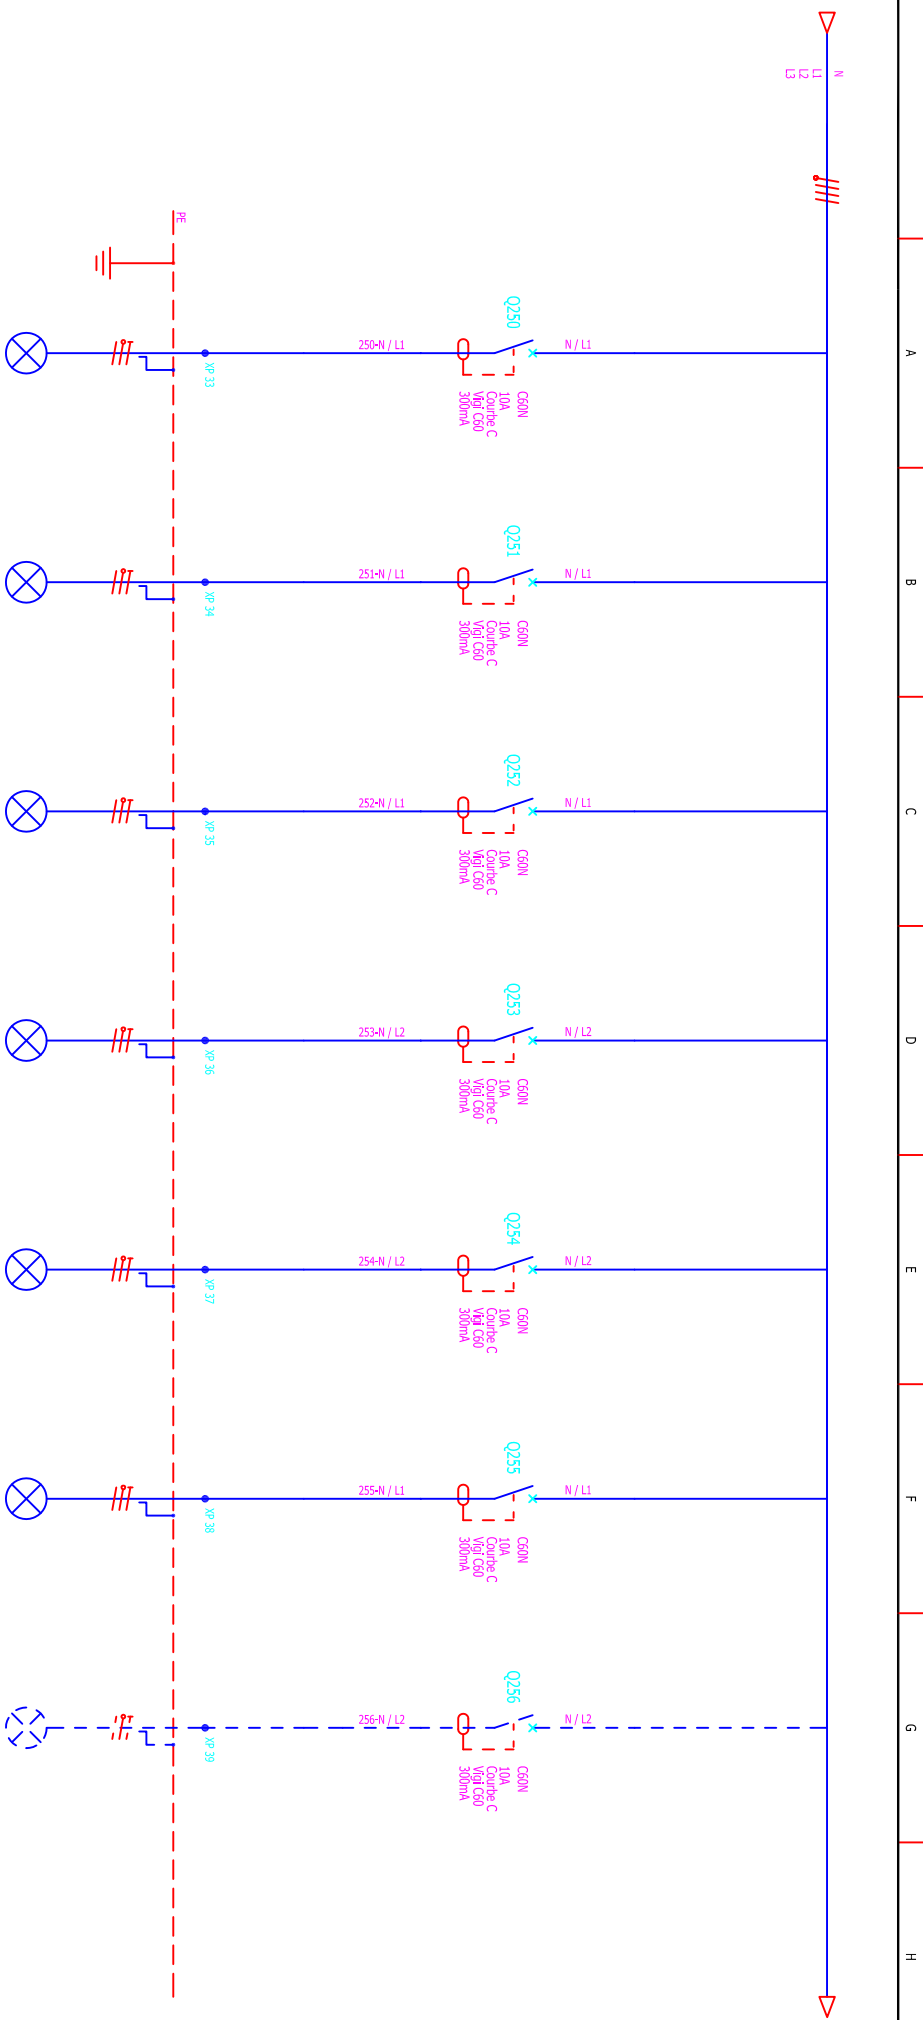 N
L1
L2
L3
PE
A
Q250
N / L1
250-N / L1
C60N
10A
Courbe C
Vigi C60
300mA
XP 33
B
Q251
N / L1
251-N / L1
C60N
10A
Courbe C
Vigi C60
300mA
XP 34
C
Q252
N / L1
252-N / L1
C60N
10A
Courbe C
Vigi C60
300mA
XP 35
D
Q253
N / L2
253-N / L2
C60N
10A
Courbe C
Vigi C60
300mA
XP 36
E
Q254
N / L2
254-N / L2
C60N
10A
Courbe C
Vigi C60
300mA
XP 37
F
Q255
N / L1
255-N / L1
C60N
10A
Courbe C
Vigi C60
300mA
XP 38
G
Q256
N / L2
256-N / L2
C60N
10A
Courbe C
Vigi C60
300mA
XP 39
H